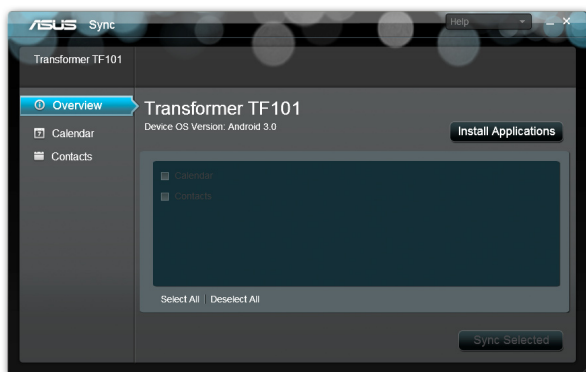 ASUS Sync
Help
Transformer TF101
Overview
Calendar
Contacts
Transformer TF101
Device OS Version: Android 3.0
Install Applications
Calendar
Contacts
Select All | Deselect All
Sync Selected